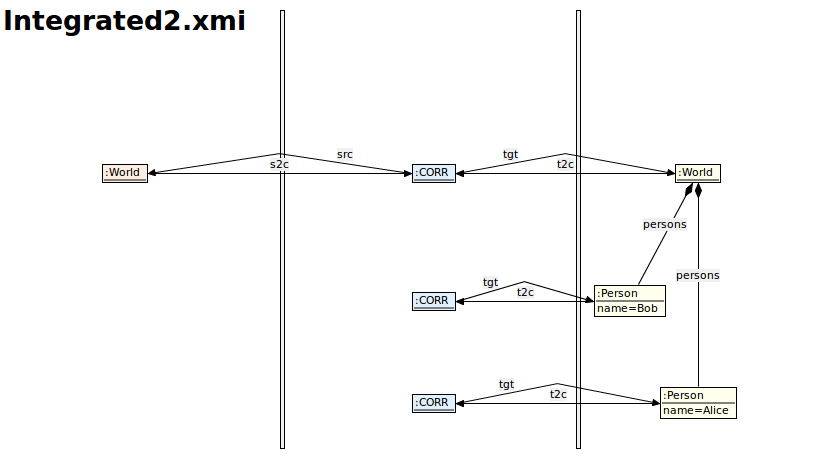 Integrated2.xmi
src
tgt
s2c
t2c
:World
:CORR
:World
persons
persons
tgt
t2c
:CORR
:Person
name=Bob
tgt
t2c
:CORR
:Person
name=Alice